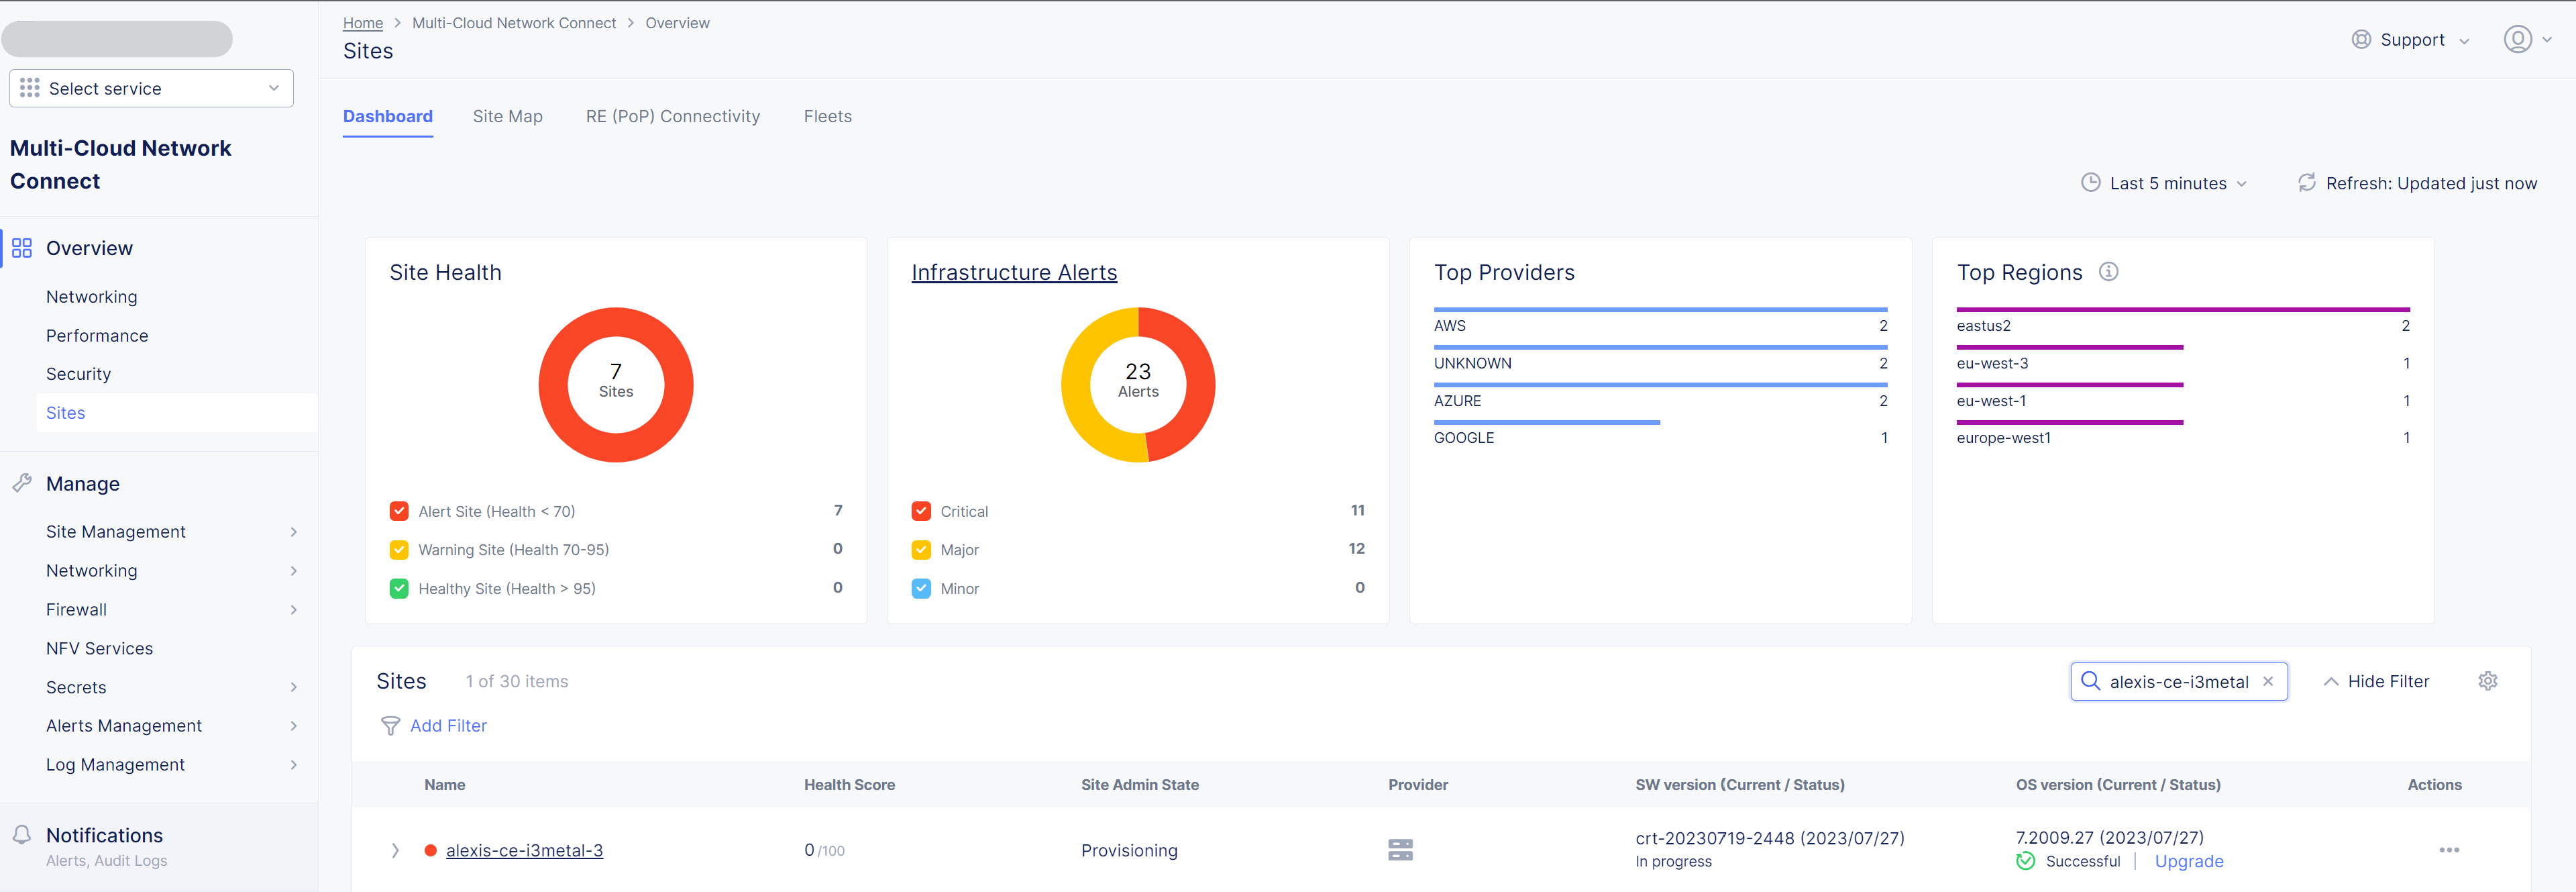 Home > Multi-Cloud Network Connect > Overview
Sites
Support
Select service
Multi-Cloud Network
Connect
Overview
Networking
Performance
Security
Sites
Manage
Site Management
Networking
Firewall
NFV Services
Secrets
Alerts Management
Log Management
Notifications
Alerts, Audit Logs
Dashboard Site Map RE (PoP) Connectivity Fleets
Last 5 minutes Refresh: Updated just now
Site Health
7
Sites
Alert Site (Health < 70) 7
Warning Site (Health 70-95) 0
Healthy Site (Health > 95) 0
Infrastructure Alerts
23
Alerts
Critical 11
Major 12
Minor 0
Top Providers
AWS 2
UNKNOWN 2
AZURE 2
GOOGLE 1
Top Regions
eastus2 2
eu-west-3 1
eu-west-1 1
europe-west1 1
Sites 1 of 30 items
alexis-ce-i3metal Hide Filter
Add Filter
Name Health Score Site Admin State Provider SW version (Current / Status) OS version (Current / Status) Actions
alexis-ce-i3metal-3 0 /100 Provisioning crt-20230719-2448 (2023/07/27) 7.2009.27 (2023/07/27)
In progress Successful | Upgrade